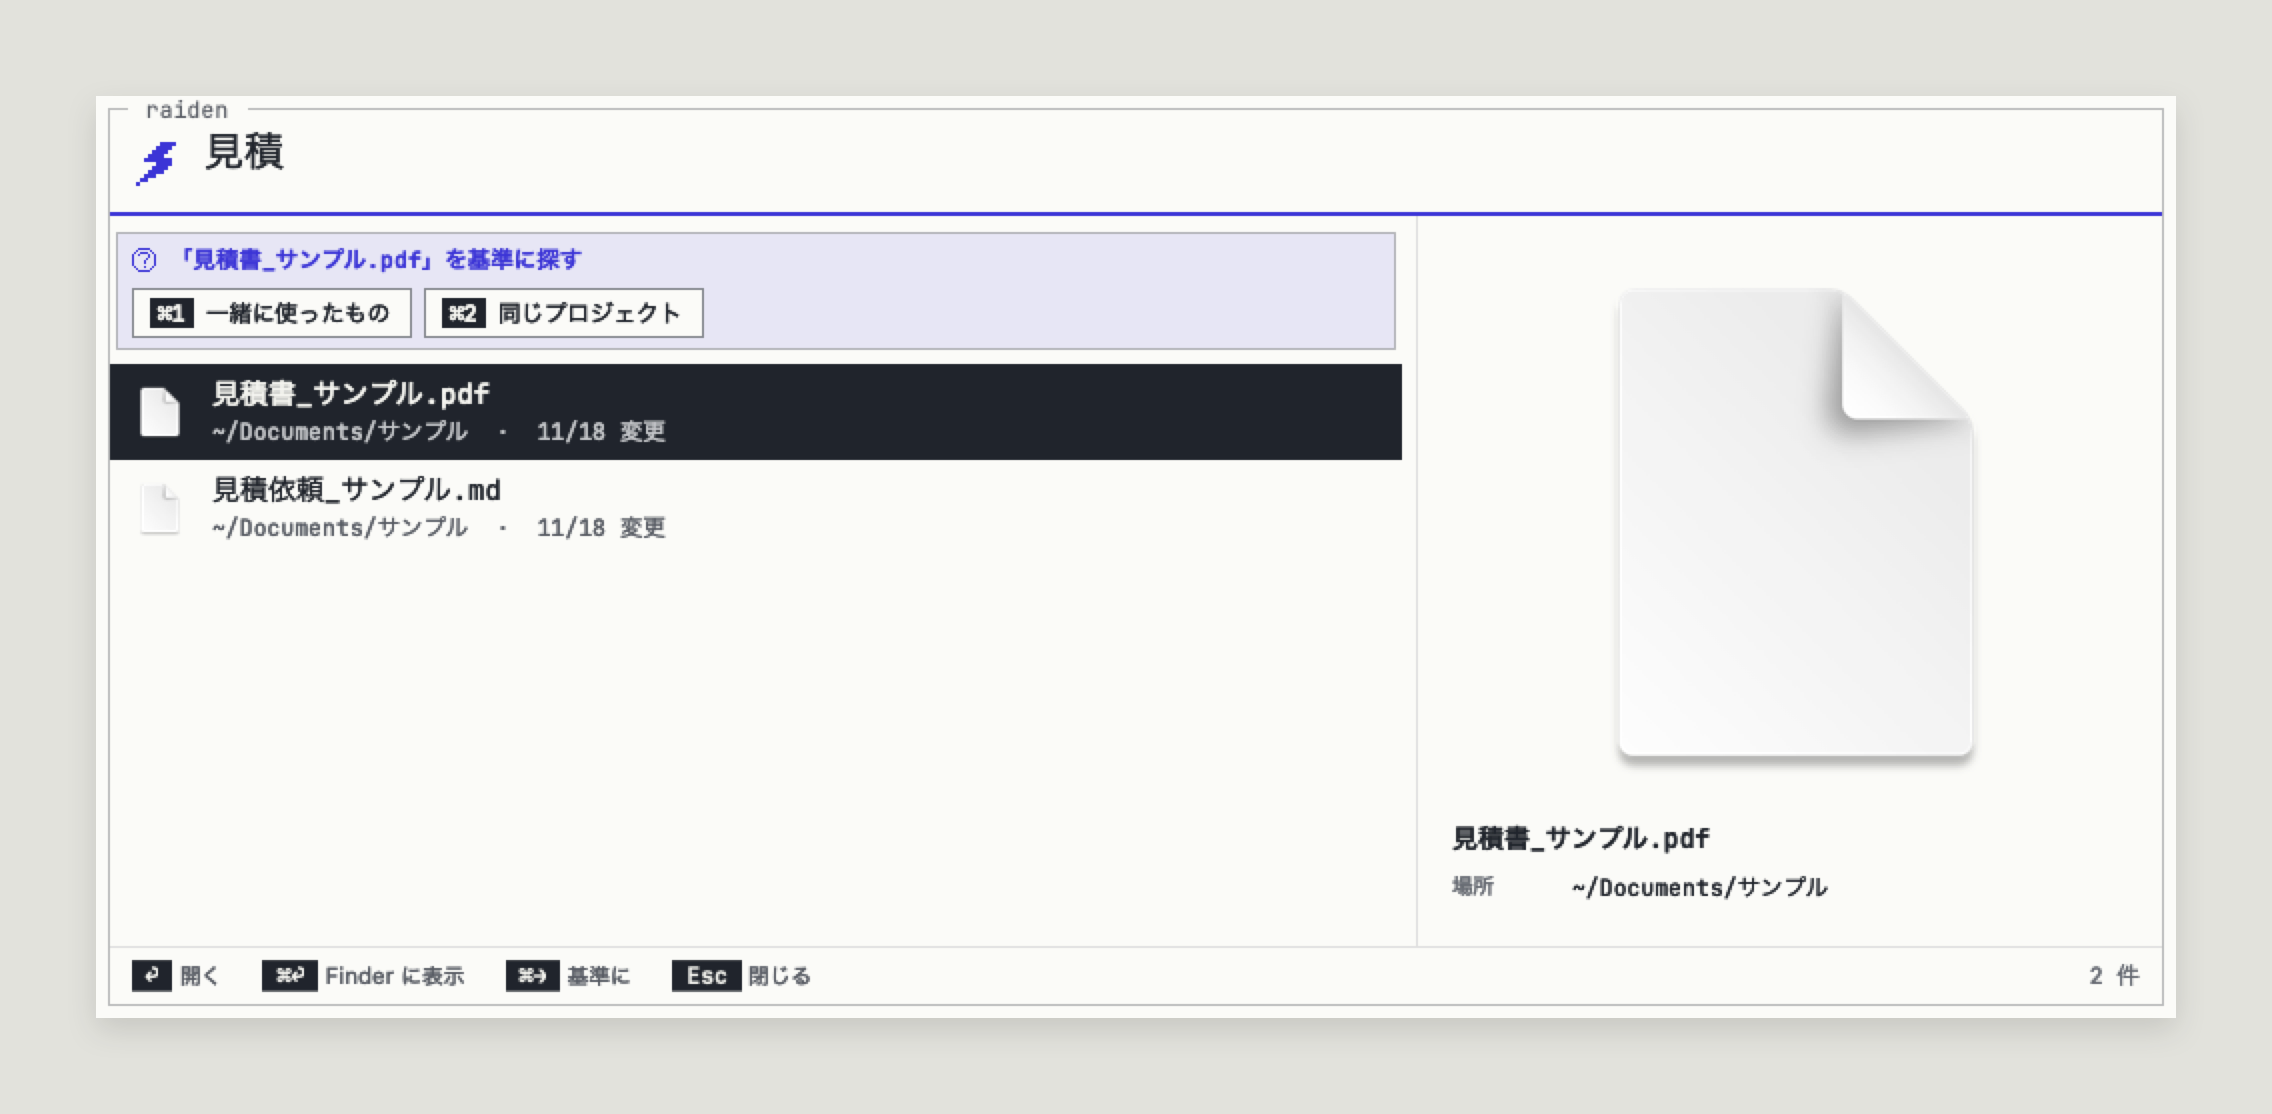 raiden
見積
「見積書_サンプル.pdf」を基準に探す
⌘1 一緒に使ったもの
⌘2 同じプロジェクト
見積書_サンプル.pdf
~/Documents/サンプル · 11/18 変更
見積依頼_サンプル.md
~/Documents/サンプル · 11/18 変更
見積書_サンプル.pdf
場所 ~/Documents/サンプル
⏎ 開く ⌘⏎ Finder に表示 ⌘→ 基準に Esc 閉じる
2 件